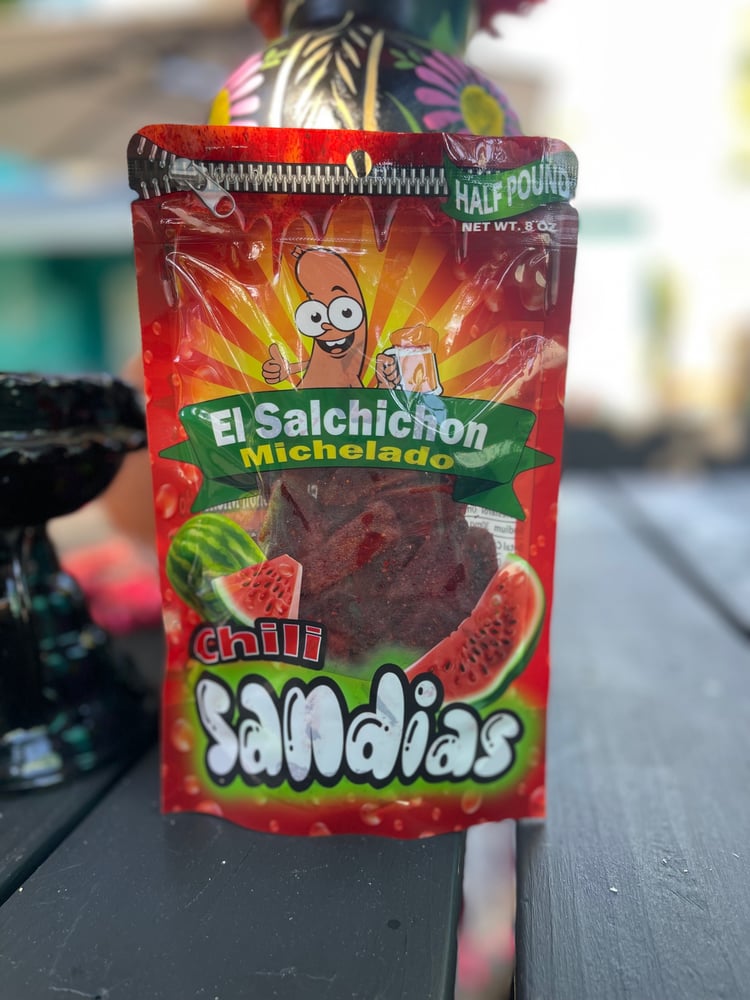 HALF POUND
NET WT. 8 OZ
El Salchichon
Michelado
Chili
Sandias